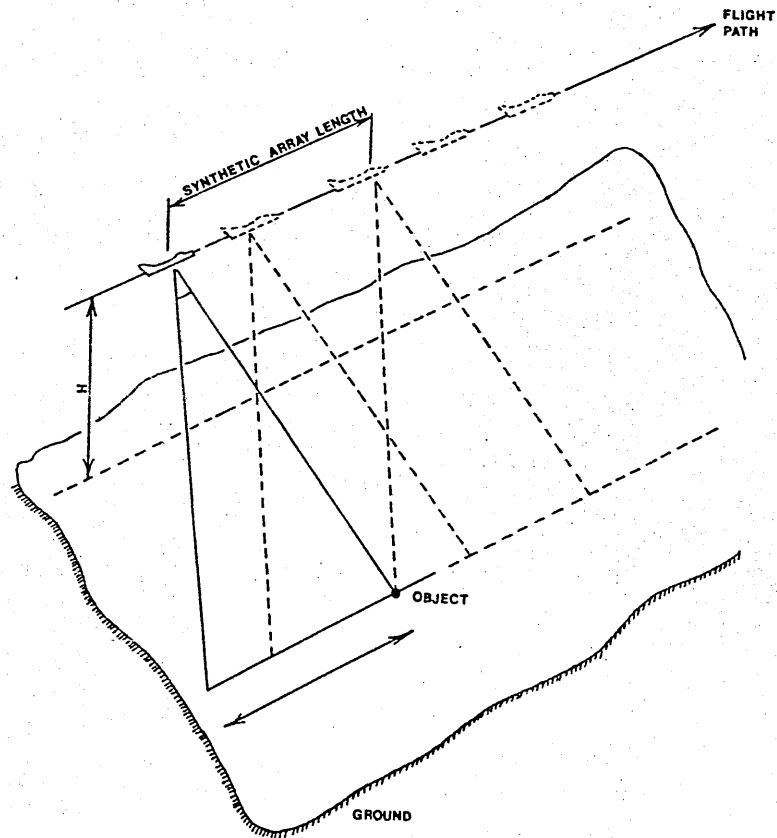 FLIGHT
PATH
SYNTHETIC ARRAY LENGTH
H
OBJECT
GROUND